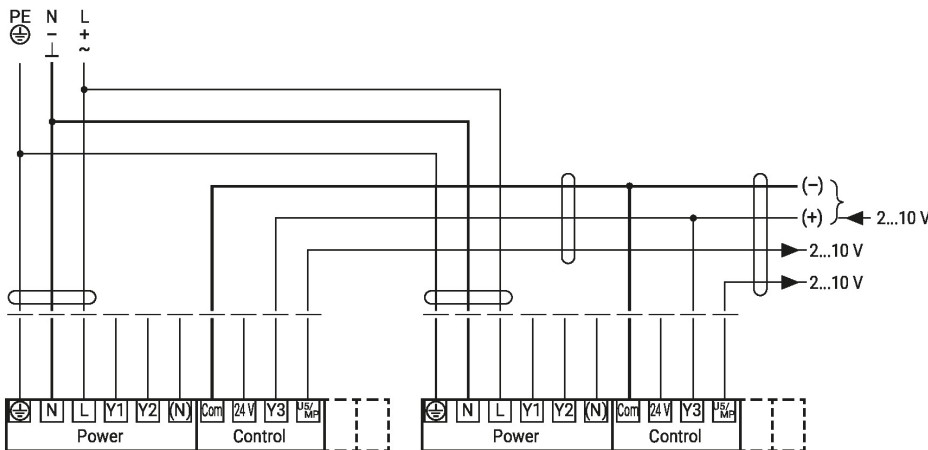 PE N L
– +
⊥ ~
(–)
(+) 2...10 V
2...10 V
2...10 V
N L Y1 Y2 (N) Com 24 V Y3 U5/MP N L Y1 Y2 (N) Com 24 V Y3 U5/MP
Power Control Power Control